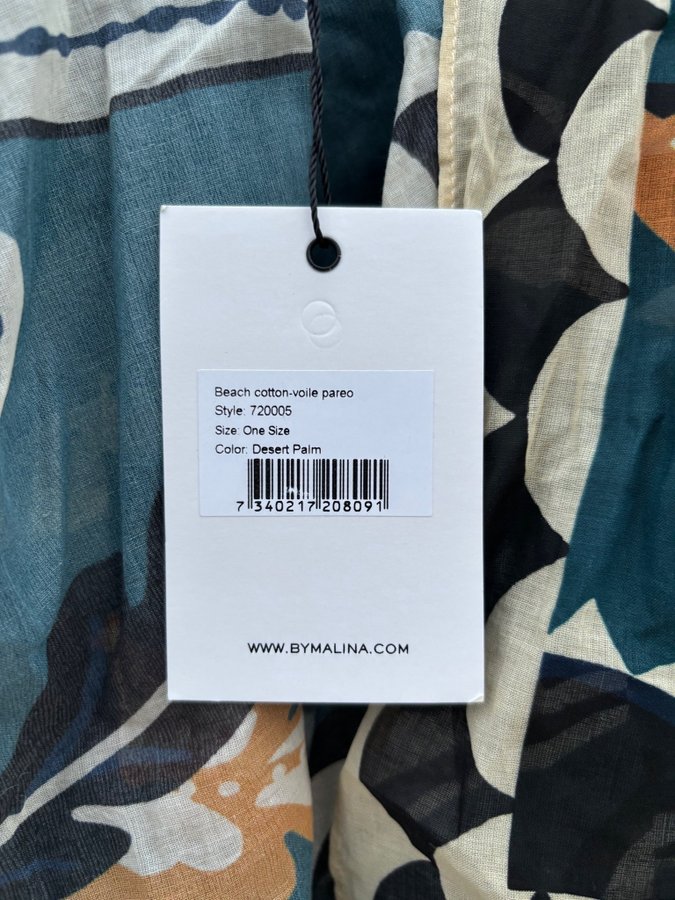 Beach cotton-voile pareo
Style: 720005
Size: One Size
Color: Desert Palm
7 340217 208091
WWW.BYMALINA.COM